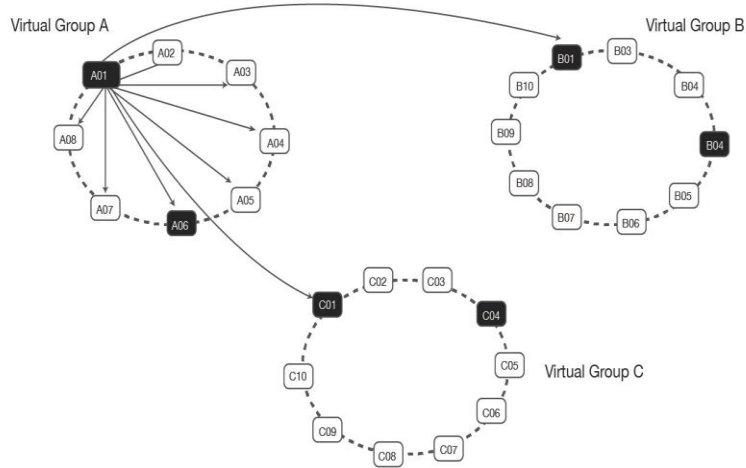 Virtual Group A
A01
A02
A03
A04
A05
A06
A07
A08
Virtual Group B
B01
B03
B04
B04
B05
B06
B07
B08
B09
B10
C01
C02
C03
C04
C05
C06
C07
C08
C09
C10
Virtual Group C